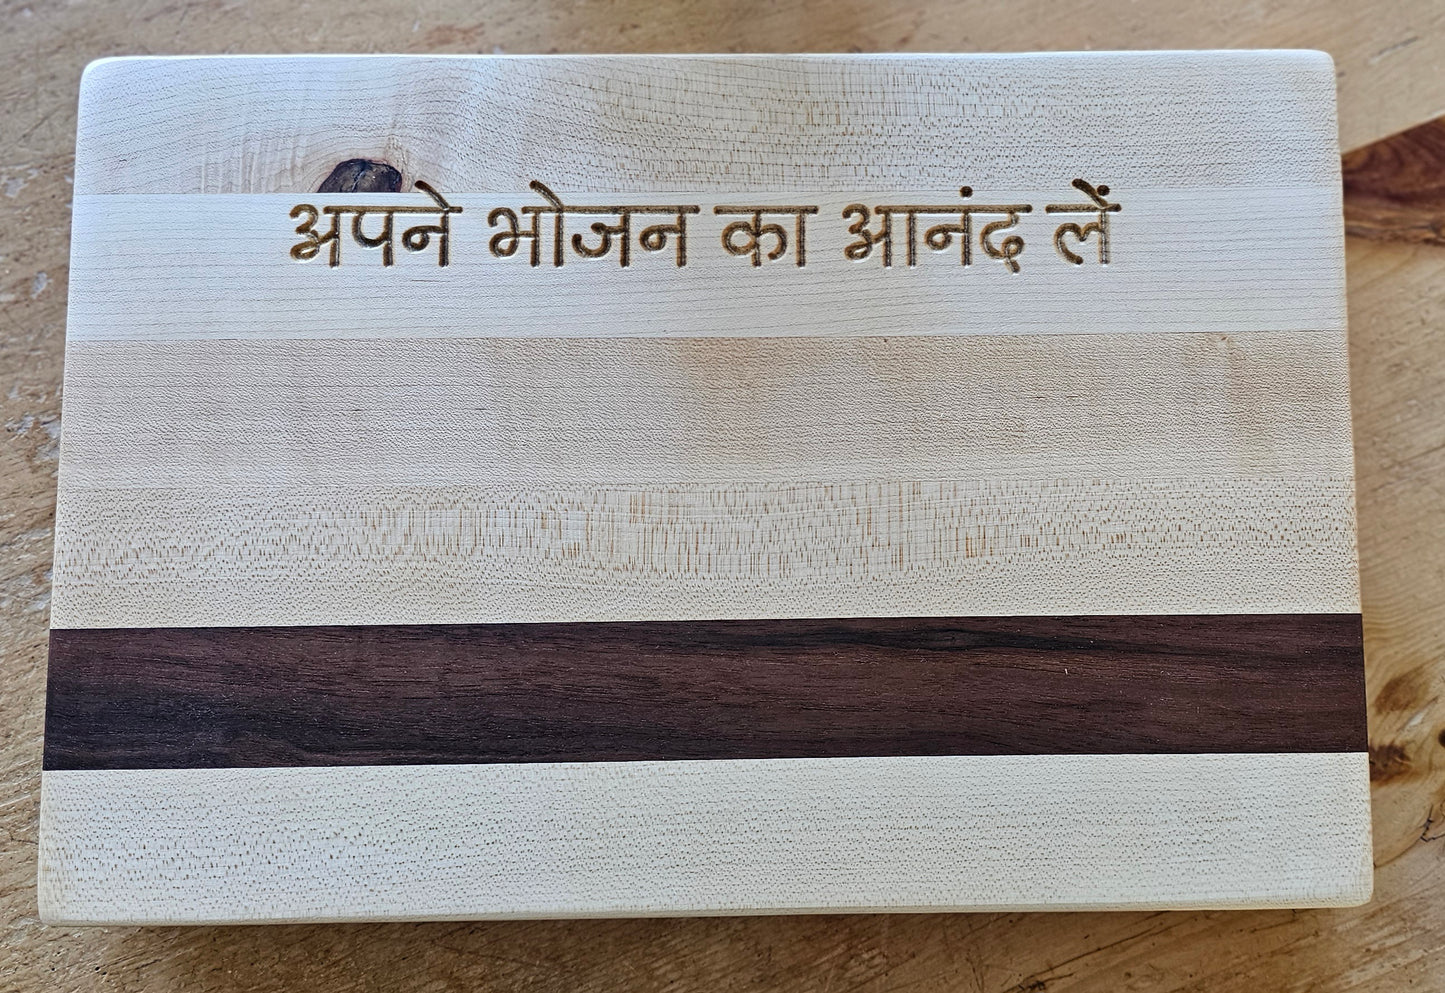 अपने भोजन का आनंद लें